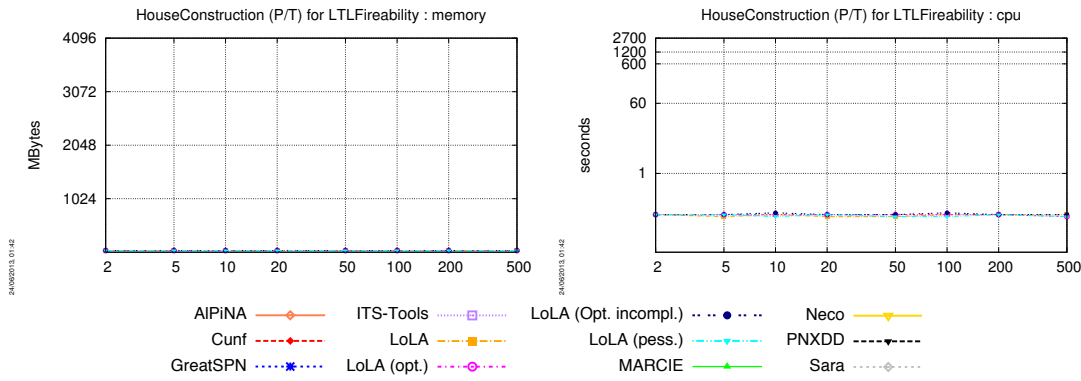 HouseConstruction (P/T) for LTLFireability : memory
4096
3072
2048
1024
MBytes
2 5 10 20 50 100 200 500
24/06/2013, 01:42
HouseConstruction (P/T) for LTLFireability : cpu
2700
1200
600
60
1
seconds
2 5 10 20 50 100 200 500
24/06/2013, 01:42
AlPiNA ITS-Tools LoLA (Opt. incompl.) Neco
Cunf LoLA LoLA (pess.) PNXDD
GreatSPN LoLA (opt.) MARCIE Sara